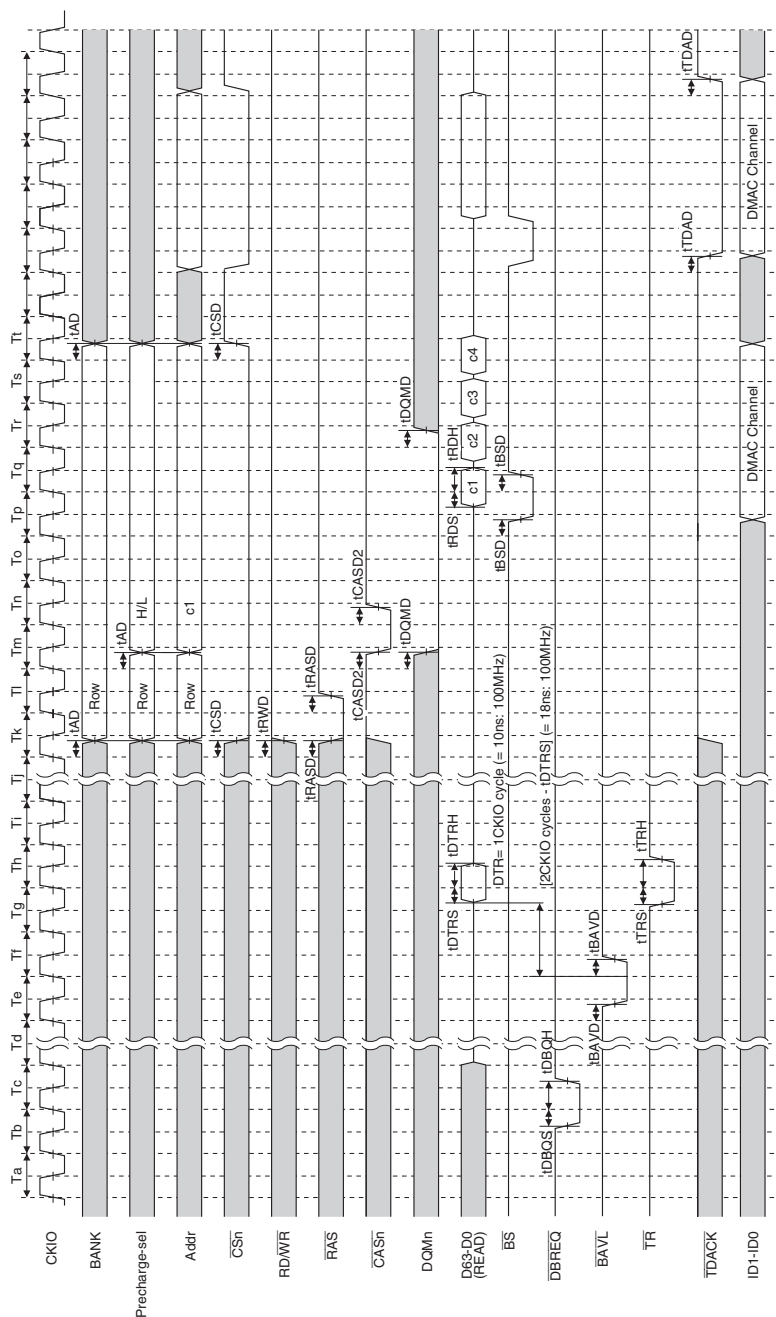 Ta Tb Tc Td Te Tf Tg Th Ti Tj Tk Tl Tm Tn To Tp Tq Tr Ts Tt
CKIO
BANK
tAD
Row
tAD
Precharge-sel
Row
tAD
H/L
Addr
Row
c1
CSn
tCSD
tCSD
RD/WR
tRWD
RAS
tRASD
tRASD
CASn
tCASD2
tCASD2
DQMn
tDQMD
tDQMD
D63-D0
(READ)
tDTRS
tDTRH
tRDS
tRDH
c1 c2 c3 c4
DTR= 1CKIO cycle (= 10ns: 100MHz)
BS
tBSD
tBSD
DBREQ
tDBQS
tDBQH
[2CKIO cycles - tDTRS] (= 18ns: 100MHz)
BAVL
tBAVD
tBAVD
TR
tTRS
tTRH
TDACK
tTDAD
tTDAD
ID1-ID0
DMAC Channel
DMAC Channel